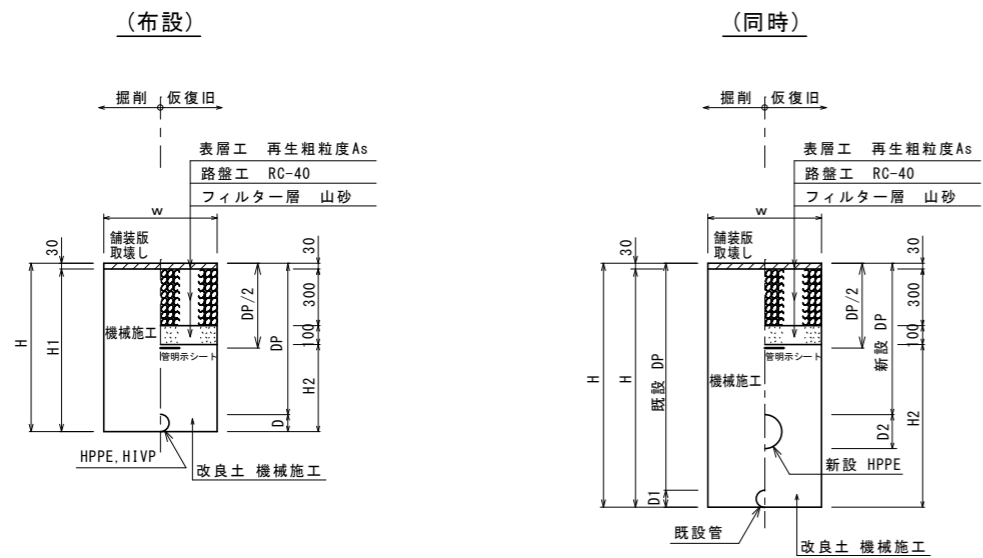 (布設)
掘削 仮復旧
表層工 再生粗粒度As
路盤工 RC-40
フィルター層 山砂
W
舗装版
取壊し
30
30
300
100
H
H1
H2
DP/2
DP
D
機械施工
管明示シート
HPPE,HIVP
改良土 機械施工
(同時)
掘削 仮復旧
表層工 再生粗粒度As
路盤工 RC-40
フィルター層 山砂
W
舗装版
取壊し
30
30
300
100
H
H
H2
既設 DP
DP/2
新設 DP
D1
D2
機械施工
管明示シート
新設 HPPE
既設管
改良土 機械施工